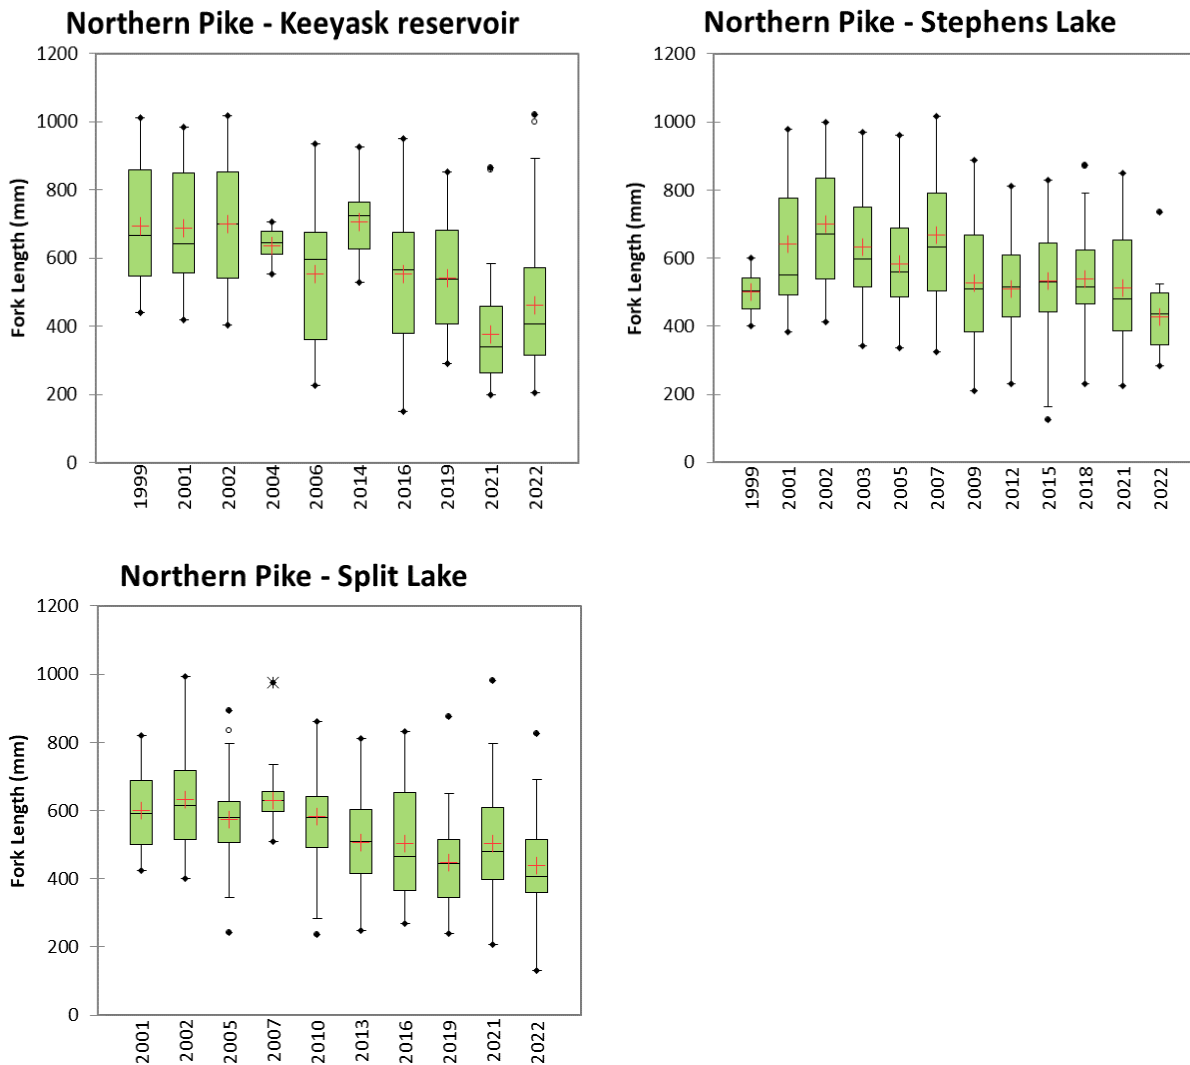 Northern Pike - Keeyask reservoir
Fork Length (mm)
1200
1000
800
600
400
200
0
1999 2001 2002 2004 2006 2014 2016 2019 2021 2022
Northern Pike - Stephens Lake
Fork Length (mm)
1200
1000
800
600
400
200
0
1999 2001 2002 2003 2005 2007 2009 2012 2015 2018 2021 2022
Northern Pike - Split Lake
Fork Length (mm)
1200
1000
800
600
400
200
0
2001 2002 2005 2007 2010 2013 2016 2019 2021 2022